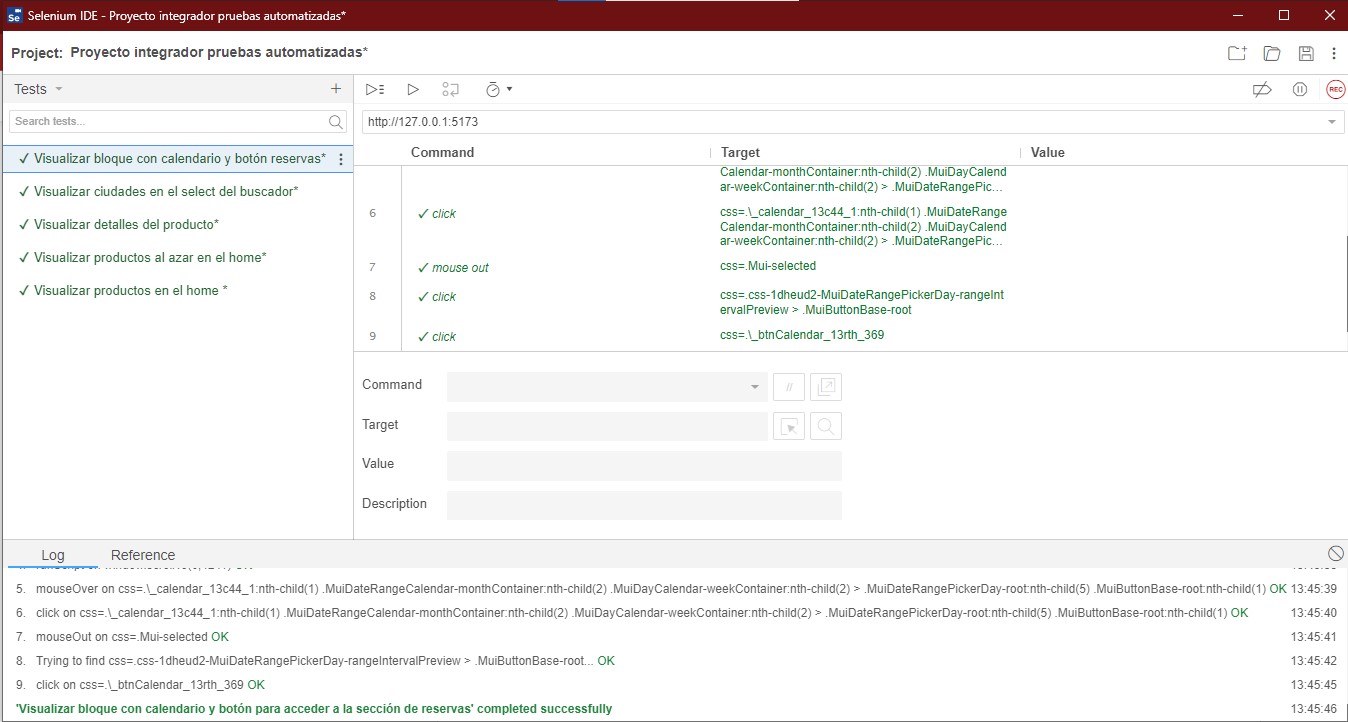 Se
Selenium IDE - Proyecto integrador pruebas automatizadas*
Project: Proyecto integrador pruebas automatizadas*
Tests
Search tests...
✓ Visualizar bloque con calendario y botón reservas*
✓ Visualizar ciudades en el select del buscador*
✓ Visualizar detalles del producto*
✓ Visualizar productos al azar en el home*
✓ Visualizar productos en el home *
REC
http://127.0.0.1:5173
Command Target Value
Calendar-monthContainer:nth-child(2) .MuiDayCalend
ar-weekContainer:nth-child(2) > .MuiDateRangePic...
6 ✓ click css=.\_calendar_13c44_1:nth-child(1) .MuiDateRange
Calendar-monthContainer:nth-child(2) .MuiDayCalend
ar-weekContainer:nth-child(2) > .MuiDateRangePic...
7 ✓ mouse out css=.Mui-selected
8 ✓ click css=.css-1dheud2-MuiDateRangePickerDay-rangeInt
ervalPreview > .MuiButtonBase-root
9 ✓ click css=.\_btnCalendar_13rth_369
Command
//
Target
Value
Description
Log Reference
5. mouseOver on css=.\_calendar_13c44_1:nth-child(1) .MuiDateRangeCalendar-monthContainer:nth-child(2) .MuiDayCalendar-weekContainer:nth-child(2) > .MuiDateRangePickerDay-root:nth-child(5) .MuiButtonBase-root:nth-child(1) OK 13:45:39
6. click on css=.\_calendar_13c44_1:nth-child(1) .MuiDateRangeCalendar-monthContainer:nth-child(2) .MuiDayCalendar-weekContainer:nth-child(2) > .MuiDateRangePickerDay-root:nth-child(5) .MuiButtonBase-root:nth-child(1) OK 13:45:40
7. mouseOut on css=.Mui-selected OK 13:45:41
8. Trying to find css=.css-1dheud2-MuiDateRangePickerDay-rangeIntervalPreview > .MuiButtonBase-root... OK 13:45:42
9. click on css=.\_btnCalendar_13rth_369 OK 13:45:45
'Visualizar bloque con calendario y botón para acceder a la sección de reservas' completed successfully 13:45:46